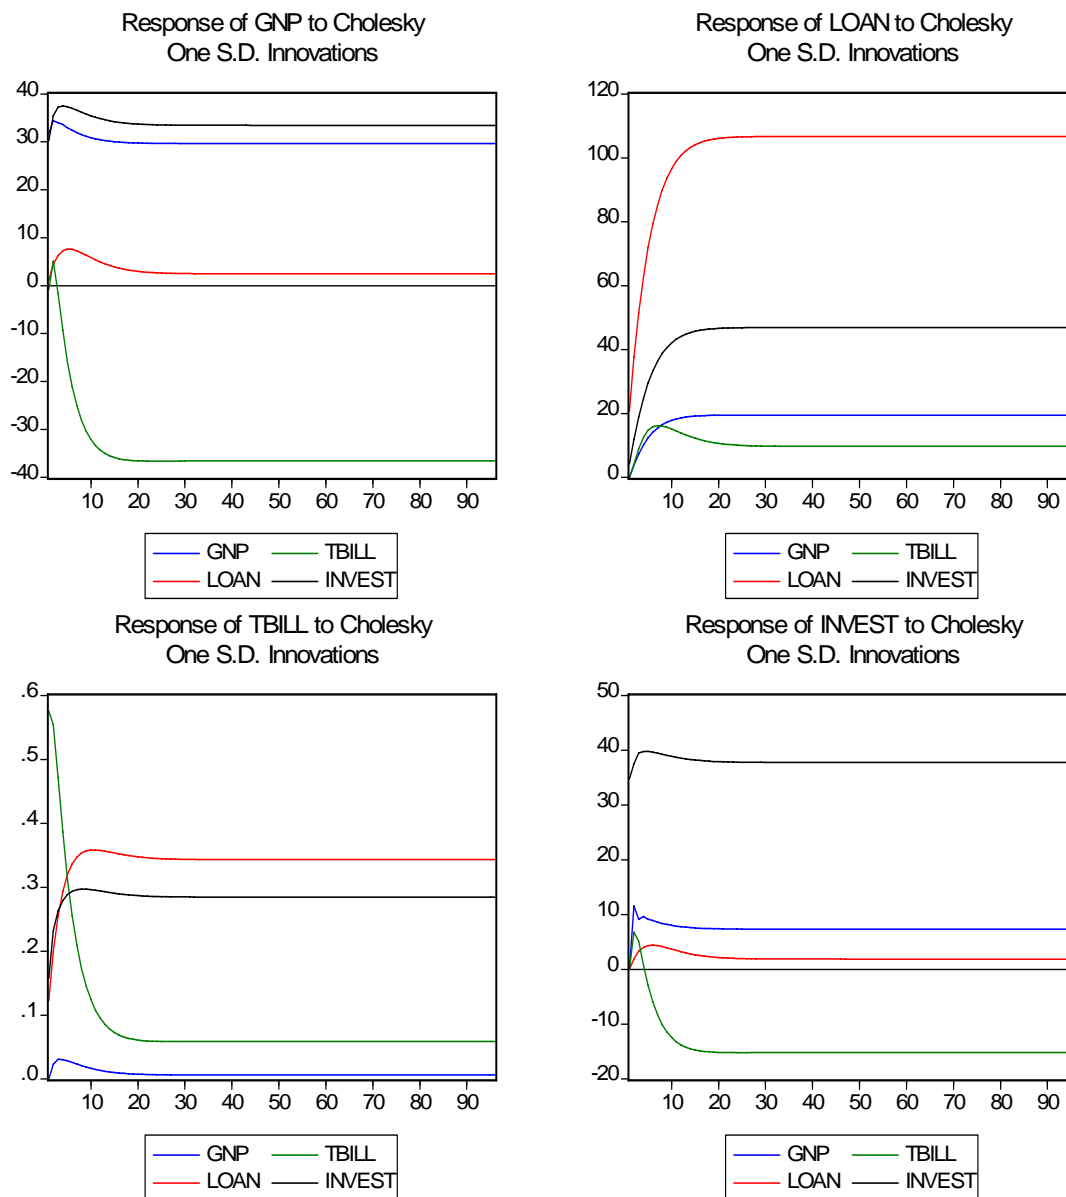 Response of GNP to Cholesky
One S.D. Innovations
40
30
20
10
0
-10
-20
-30
-40
10 20 30 40 50 60 70 80 90
GNP TBILL
LOAN INVEST
Response of LOAN to Cholesky
One S.D. Innovations
120
100
80
60
40
20
0
10 20 30 40 50 60 70 80 90
GNP TBILL
LOAN INVEST
Response of TBILL to Cholesky
One S.D. Innovations
.6
.5
.4
.3
.2
.1
.0
10 20 30 40 50 60 70 80 90
GNP TBILL
LOAN INVEST
Response of INVEST to Cholesky
One S.D. Innovations
50
40
30
20
10
0
-10
-20
10 20 30 40 50 60 70 80 90
GNP TBILL
LOAN INVEST